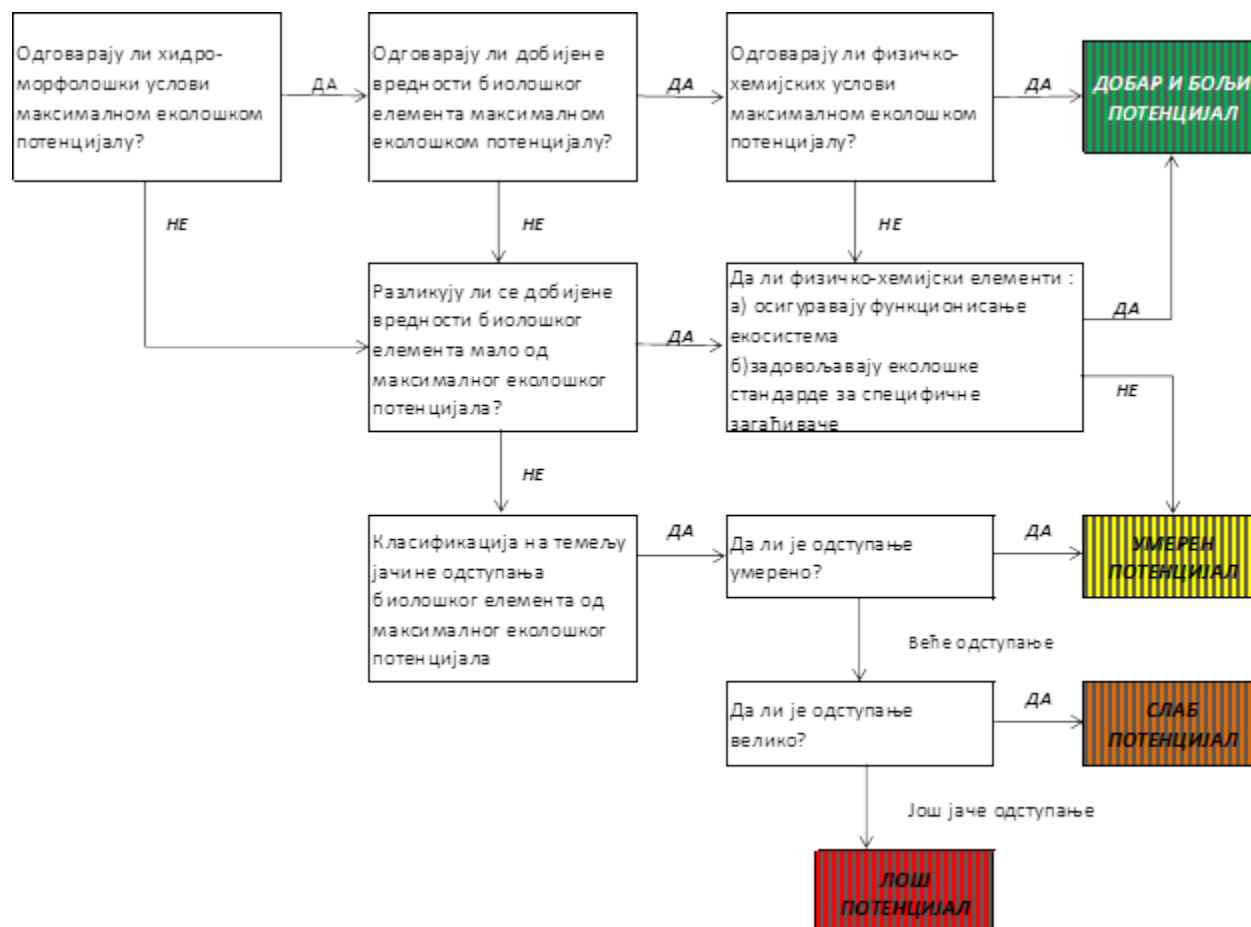 Одговарају ли хидро-
морфолошки услови
максималном еколошком
потенцијалу?
ДА
Одговарају ли добијене
вредности биолошког
елемента максималном
еколошком потенцијалу?
ДА
Одговарају ли физичко-
хемијских услови
максималном еколошком
потенцијалу?
ДА
ДОБАР И БОЉИ
ПОТЕНЦИЈАЛ
НЕ
НЕ
НЕ
Разликују ли се добијене
вредности биолошког
елемента мало од
максималног еколошког
потенцијала?
ДА
Да ли физичко-хемијски елементи :
а) осигуравају функционисање
екосистема
б)задовољавају еколошке
стандарде за специфичне
загађиваче
ДА
НЕ
НЕ
Класификација на темељу
јачине одступања
биолошког елемента од
максималног еколошког
потенцијала
ДА
Да ли је одступање
умерено?
ДА
УМЕРЕН
ПОТЕНЦИЈАЛ
Веће одступање
Да ли је одступање
велико?
ДА
СЛАБ
ПОТЕНЦИЈАЛ
Још јаче одступање
ЛОШ
ПОТЕНЦИЈАЛ